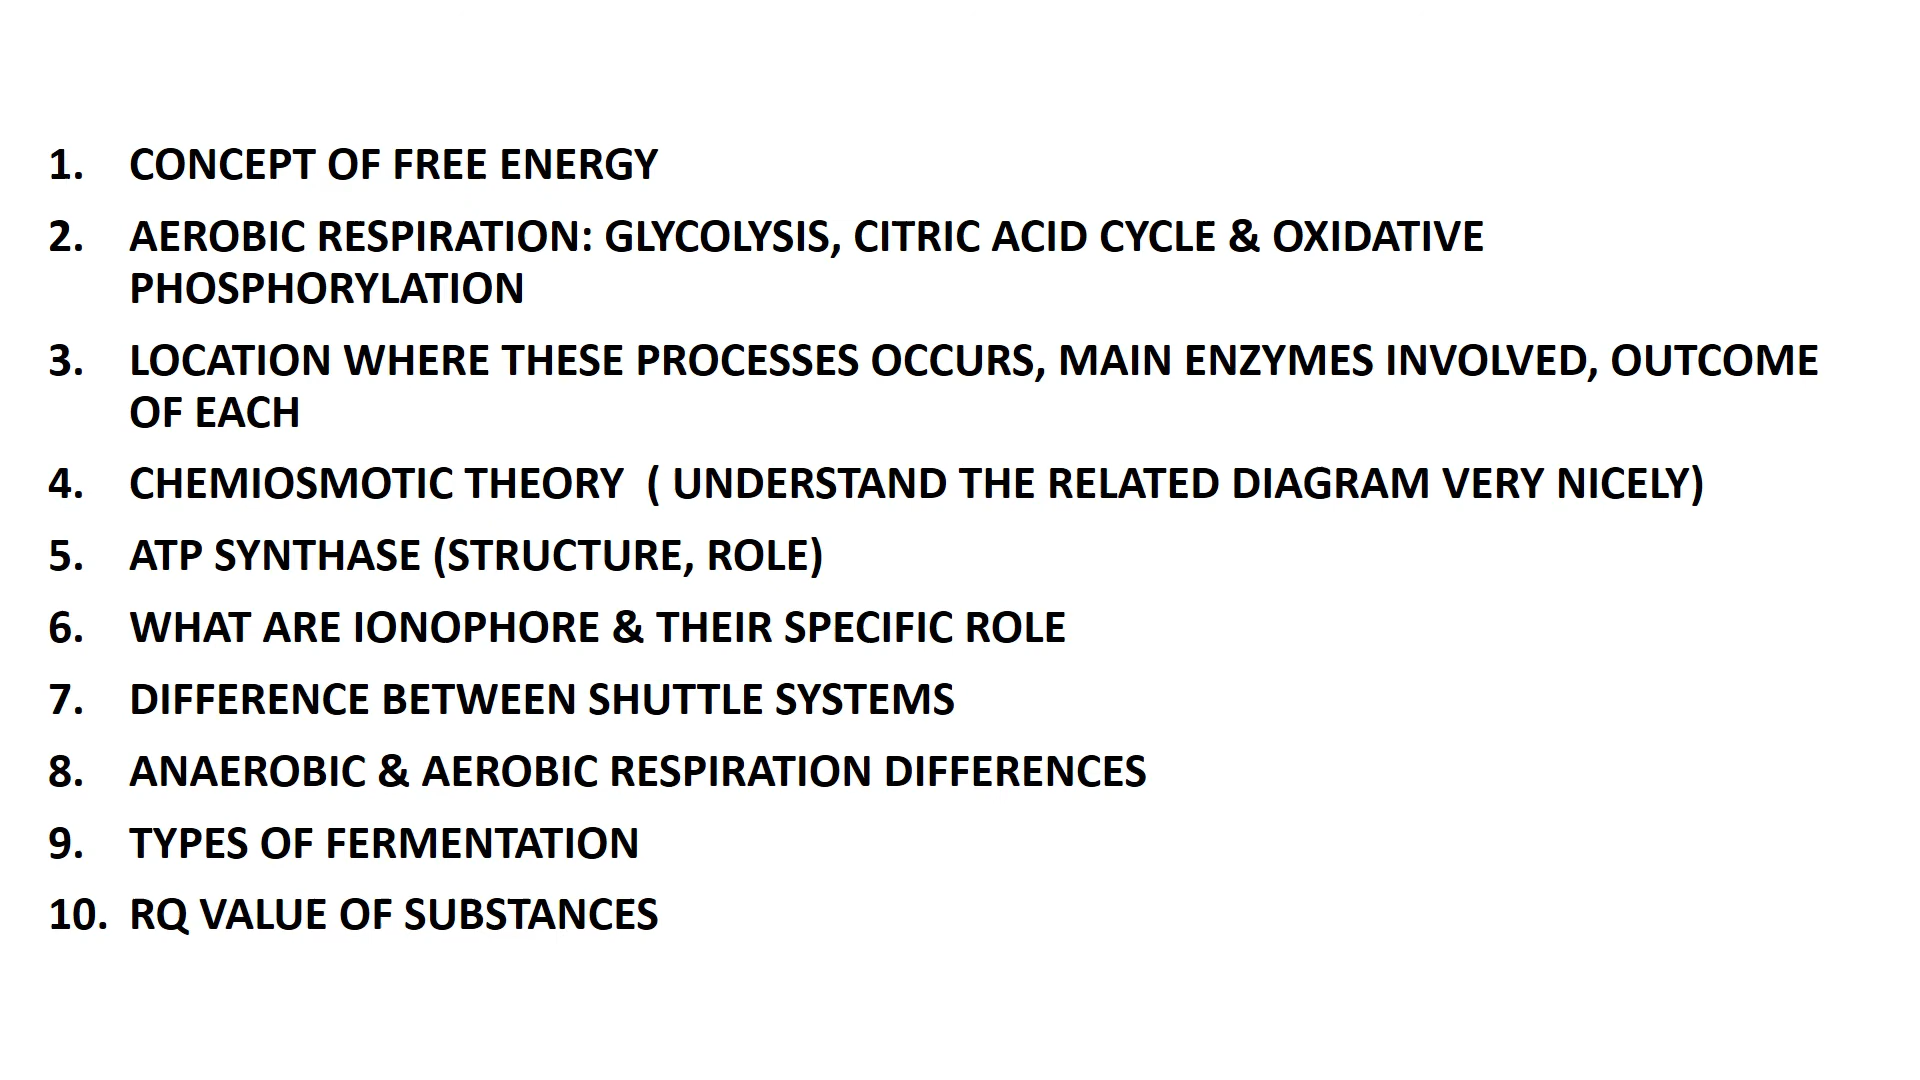 1. CONCEPT OF FREE ENERGY
2. AEROBIC RESPIRATION: GLYCOLYSIS, CITRIC ACID CYCLE & OXIDATIVE
PHOSPHORYLATION
3. LOCATION WHERE THESE PROCESSES OCCURS, MAIN ENZYMES INVOLVED, OUTCOME
OF EACH
4. CHEMIOSMOTIC THEORY  ( UNDERSTAND THE RELATED DIAGRAM VERY NICELY)
5. ATP SYNTHASE (STRUCTURE, ROLE)
6. WHAT ARE IONOPHORE & THEIR SPECIFIC ROLE
7. DIFFERENCE BETWEEN SHUTTLE SYSTEMS
8. ANAEROBIC & AEROBIC RESPIRATION DIFFERENCES
9. TYPES OF FERMENTATION
10. RQ VALUE OF SUBSTANCES